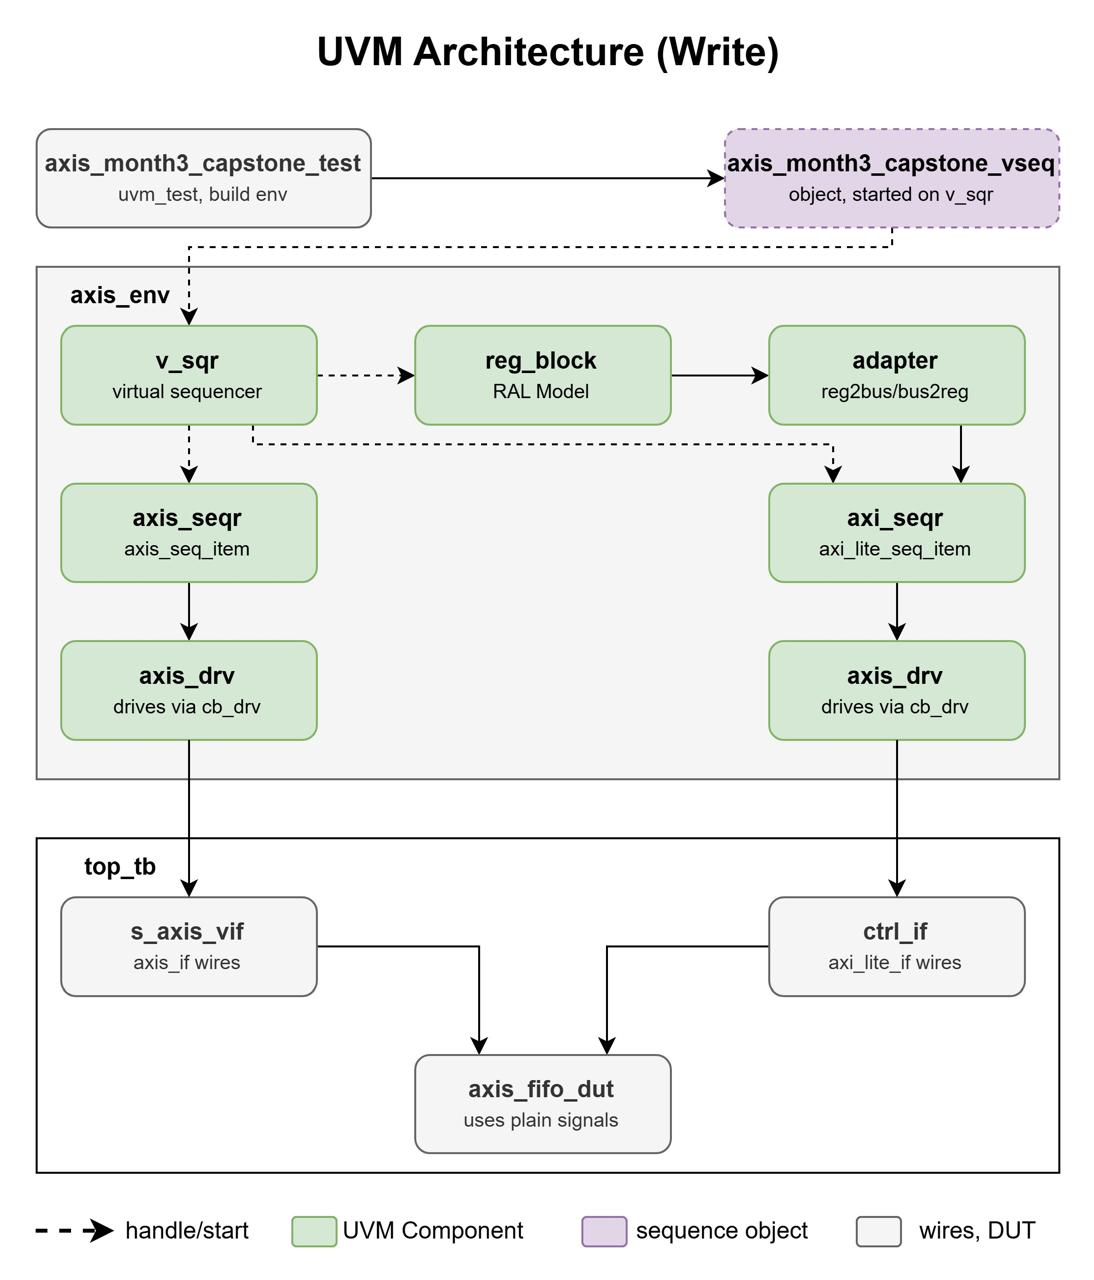 UVM Architecture (Write)
axis_month3_capstone_test
uvm_test, build env
axis_month3_capstone_vseq
object, started on v_sqr
axis_env
v_sqr
virtual sequencer
reg_block
RAL Model
adapter
reg2bus/bus2reg
axis_seqr
axis_seq_item
axi_seqr
axi_lite_seq_item
axis_drv
drives via cb_drv
axis_drv
drives via cb_drv
top_tb
s_axis_vif
axis_if wires
ctrl_if
axi_lite_if wires
axis_fifo_dut
uses plain signals
handle/start
UVM Component
sequence object
wires, DUT